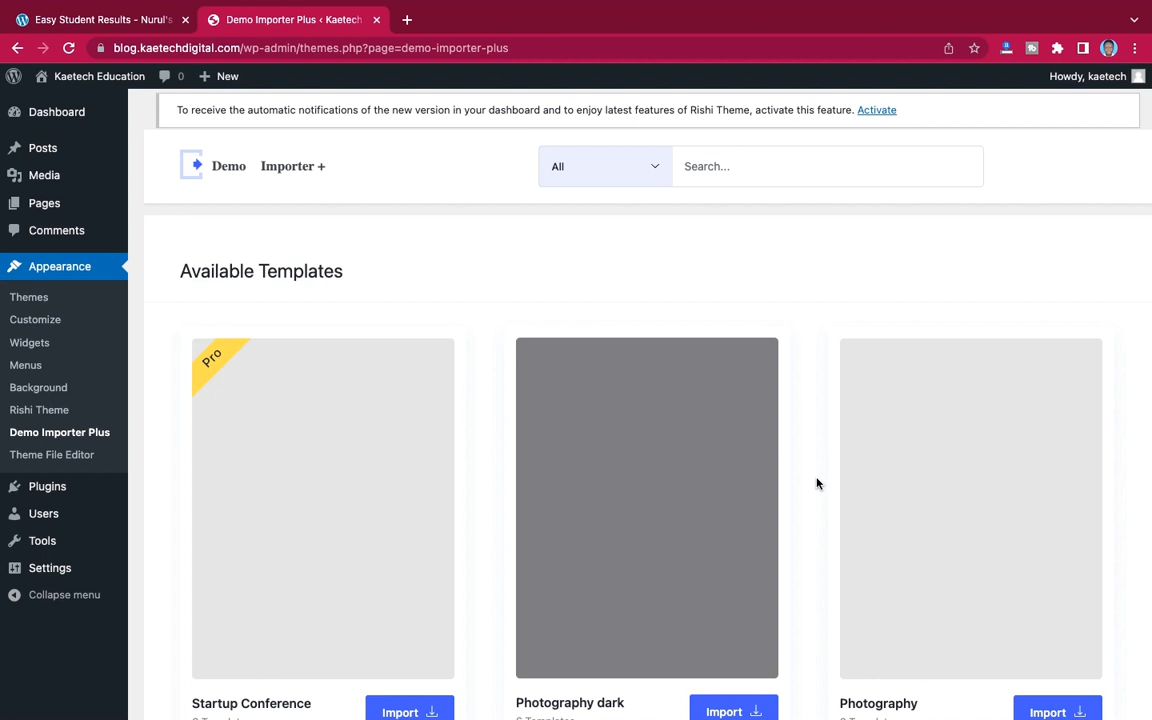 Easy Student Results - Nurul's
Demo Importer Plus ‹ Kaetech
blog.kaetechdigital.com/wp-admin/themes.php?page=demo-importer-plus
Kaetech Education
0
New
Howdy, kaetech
Dashboard
Posts
Media
Pages
Comments
Appearance
Themes
Customize
Widgets
Menus
Background
Rishi Theme
Demo Importer Plus
Theme File Editor
Plugins
Users
Tools
Settings
Collapse menu
To receive the automatic notifications of the new version in your dashboard and to enjoy latest features of Rishi Theme, activate this feature. Activate
Demo Importer +
All
Search...
Available Templates
Pro
Startup Conference
Import
Photography dark
Import
Photography
Import